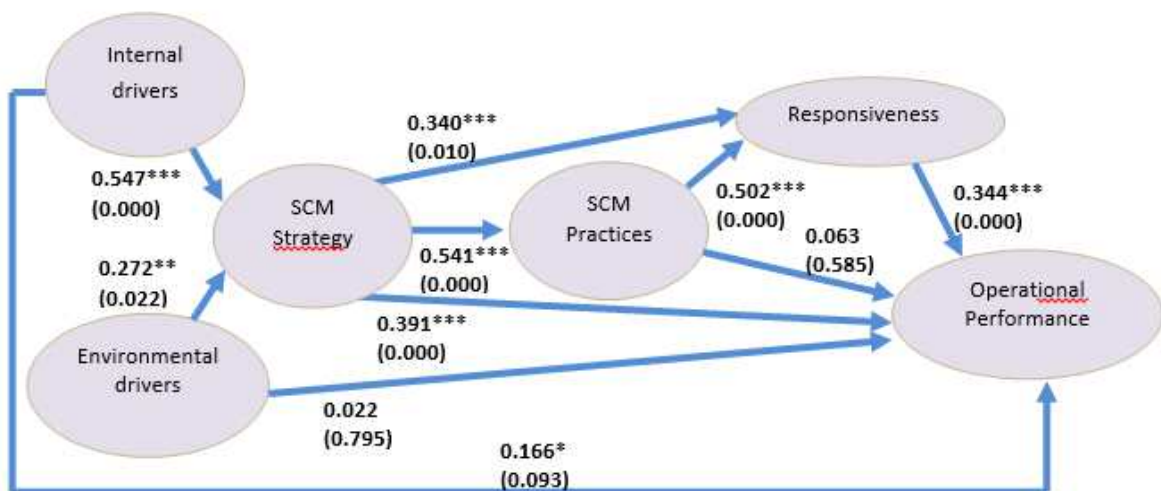 Internal
drivers
0.547***
(0.000)
SCM
Strategy
0.272**
(0.022)
Environmental
drivers
0.340***
(0.010)
0.541***
(0.000)
0.391***
(0.000)
0.022
(0.795)
SCM
Practices
Responsiveness
0.502***
(0.000)
0.063
(0.585)
0.344***
(0.000)
Operational
Performance
0.166*
(0.093)